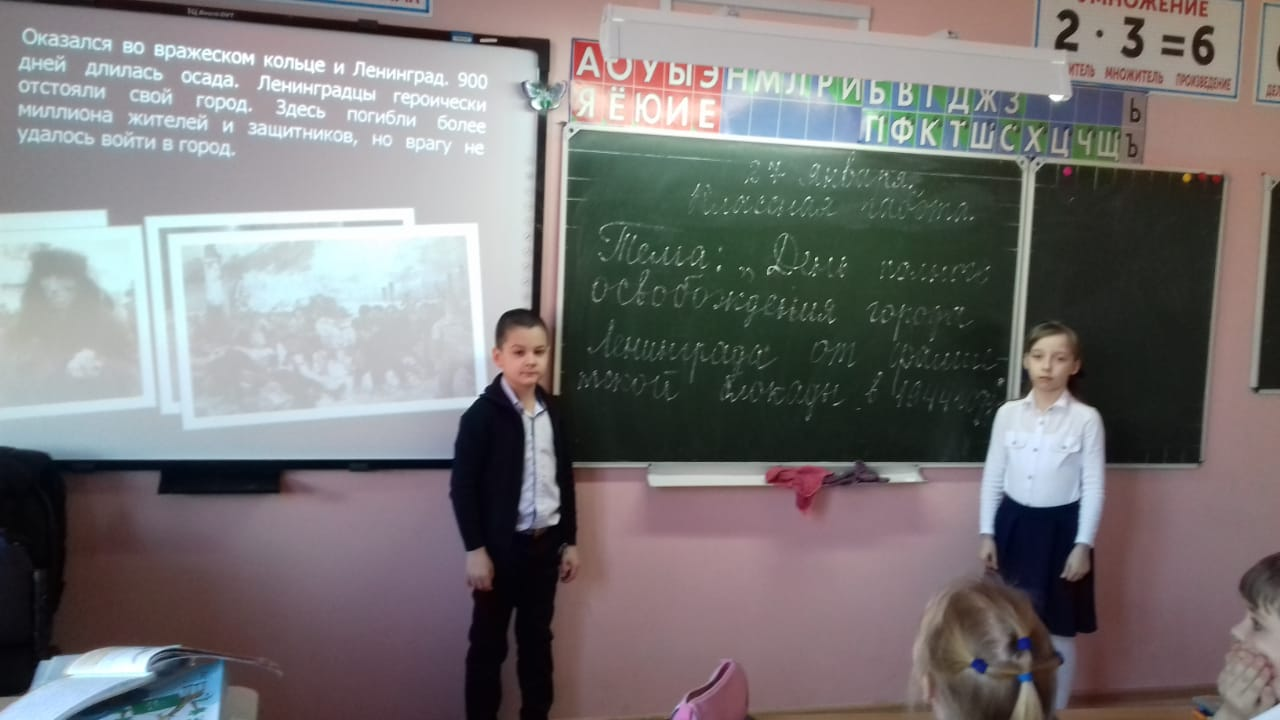 Оказался во вражеском кольце и Ленинград. 900
дней длилась осада. Ленинградцы героически
отстояли свой город. Здесь погибли более
миллиона жителей и защитников, но врагу не
удалось войти в город.
А О У Ы Э Н М Л Р Й Б В Г Д Ж З Ь
Я Ё Ю И Е П Ф К Т Ш С Х Ц Ч Щ Ъ
УМНОЖЕНИЕ
2 · 3 = 6
МНОЖИТЕЛЬ ПРОИЗВЕДЕНИЕ
27 января
Классная работа
Тема: „День полного
освобождения города
Ленинграда от фашист-
тской блокады в 1944 году"